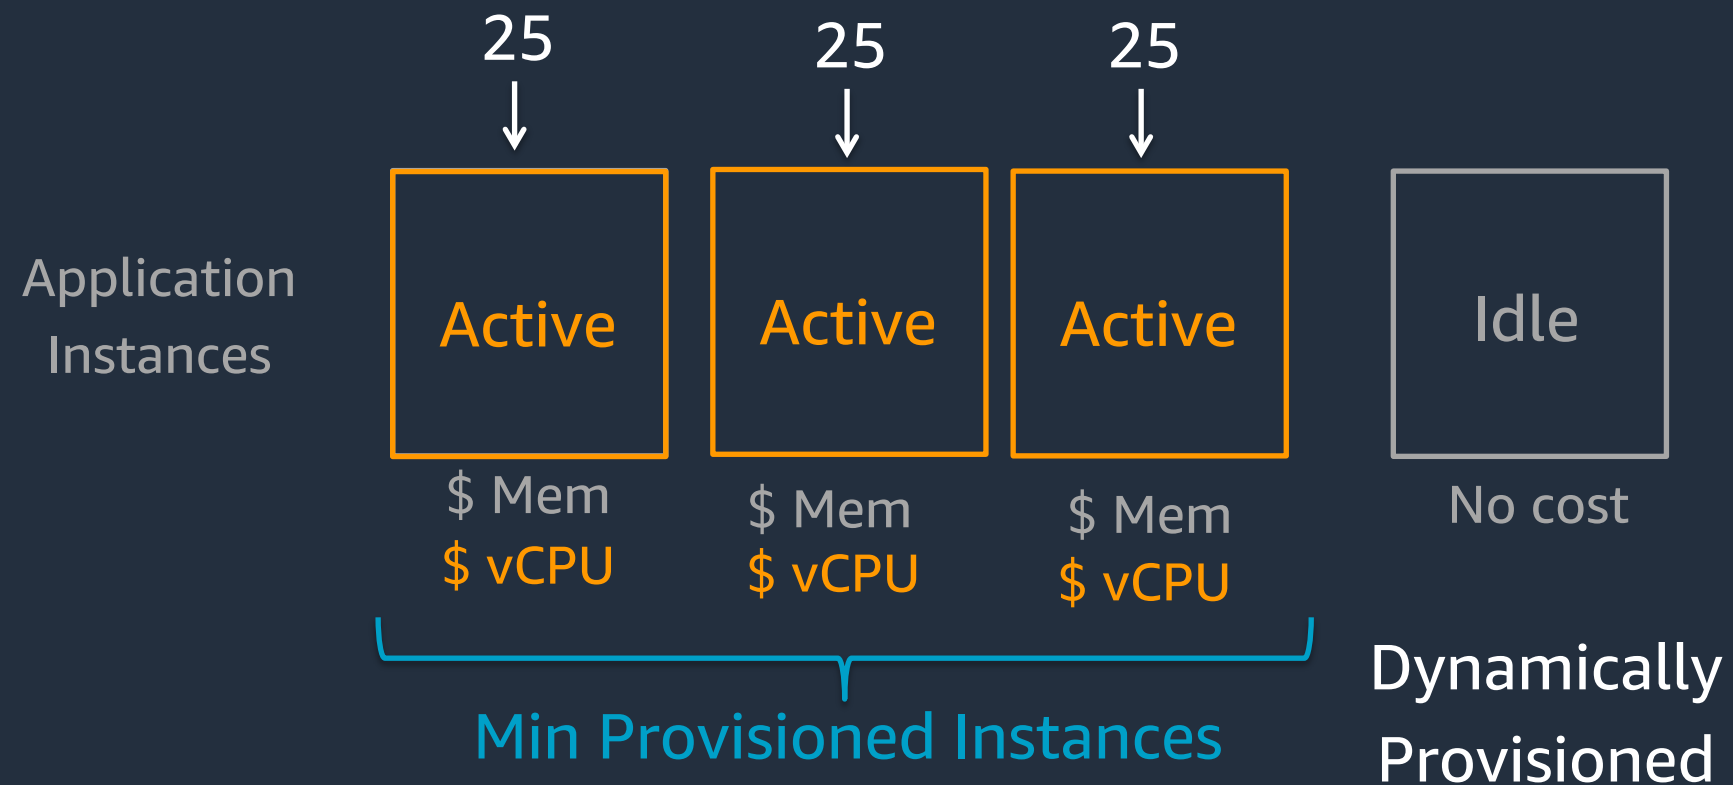 25
25
25
Application
Instances
Active
Active
Active
Idle
$ Mem
$ vCPU
$ Mem
$ vCPU
$ Mem
$ vCPU
No cost
Min Provisioned Instances
Dynamically
Provisioned